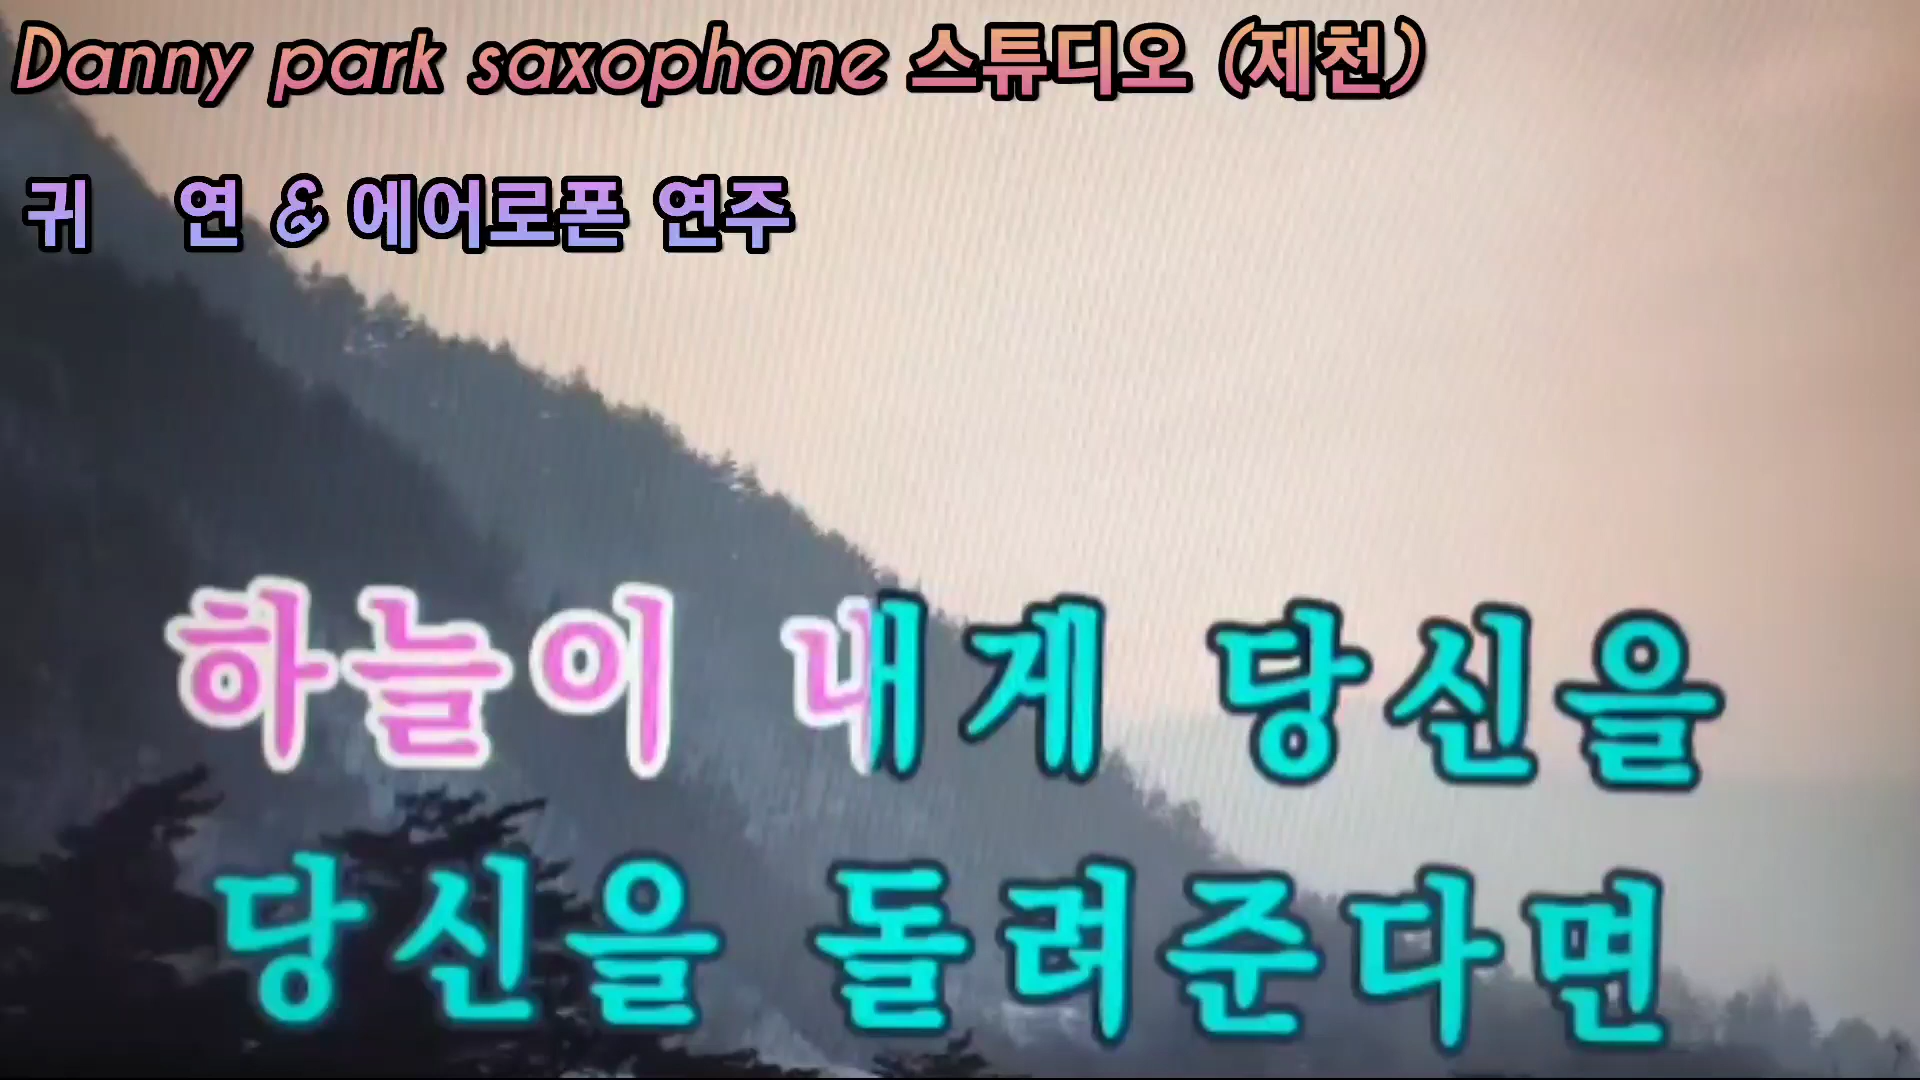 Danny park saxophone 스튜디오 (제천)
귀 연 & 에어로폰 연주
하늘이 내게 당신을
당신을 돌려준다면